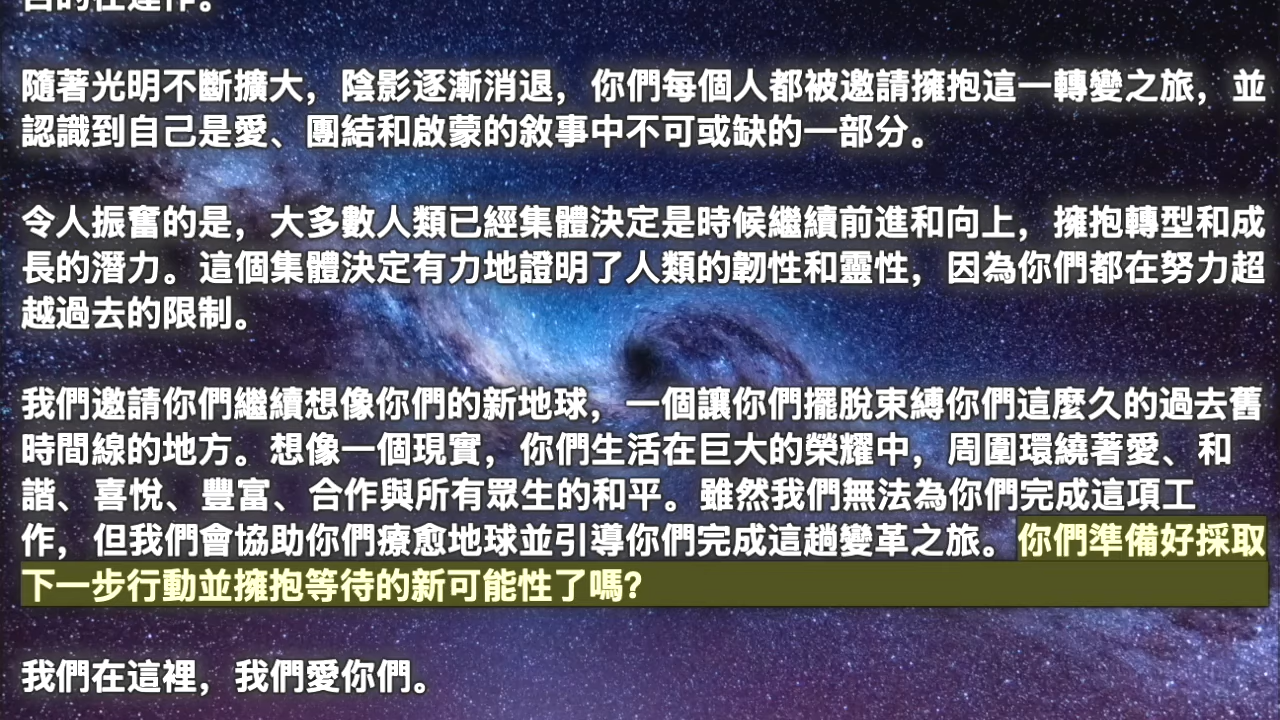 目的在運作。
隨著光明不斷擴大，陰影逐漸消退，你們每個人都被邀請擁抱這一轉變之旅，並
認識到自己是愛、團結和啟蒙的敘事中不可或缺的一部分。
令人振奮的是，大多數人類已經集體決定是時候繼續前進和向上，擁抱轉型和成
長的潛力。這個集體決定有力地證明了人類的韌性和靈性，因為你們都在努力超
越過去的限制。
我們邀請你們繼續想像你們的新地球，一個讓你們擺脫束縛你們這麼久的過去舊
時間線的地方。想像一個現實，你們生活在巨大的榮耀中，周圍環繞著愛、和
諧、喜悅、豐富、合作與所有眾生的和平。雖然我們無法為你們完成這項工
作，但我們會協助你們療愈地球並引導你們完成這趟變革之旅。你們準備好採取
下一步行動並擁抱等待的新可能性了嗎？
我們在這裡，我們愛你們。